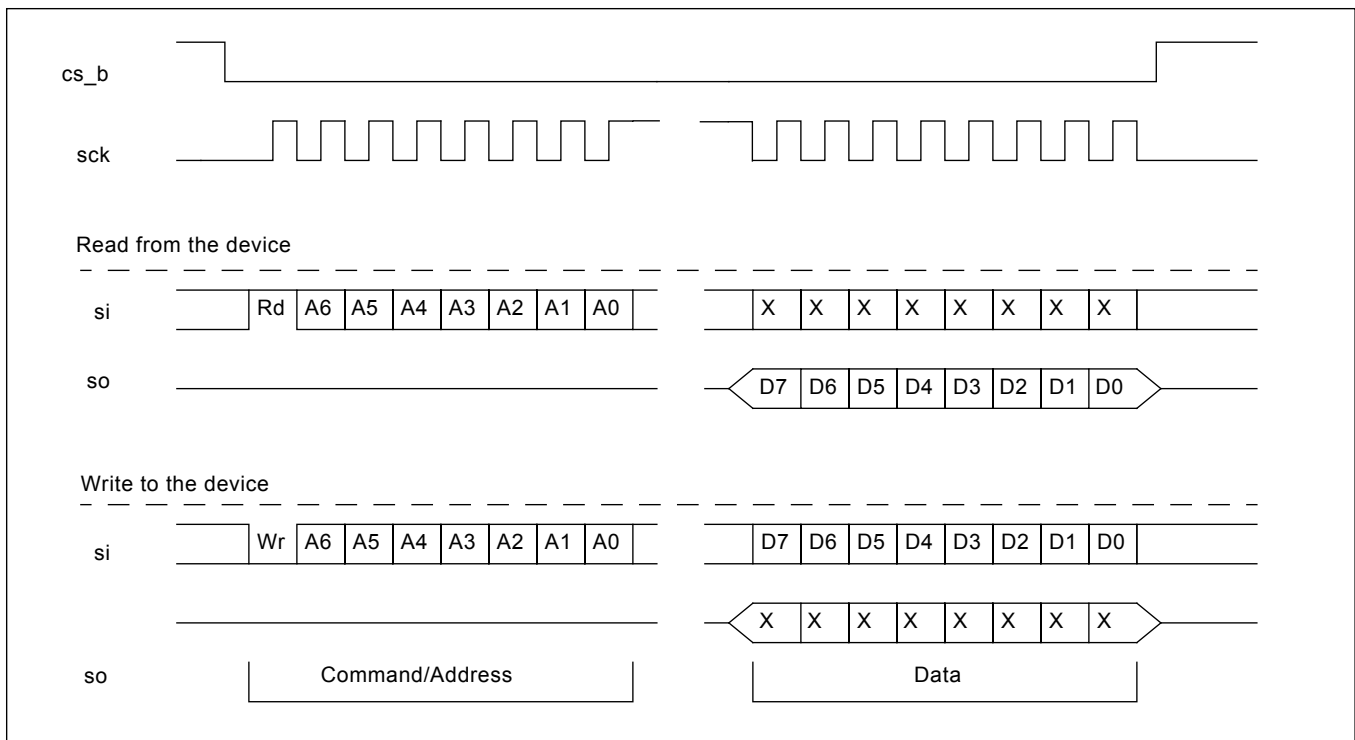 cs_b
sck
Read from the device
si Rd A6 A5 A4 A3 A2 A1 A0 X X X X X X X X
so D7 D6 D5 D4 D3 D2 D1 D0
Write to the device
si Wr A6 A5 A4 A3 A2 A1 A0 D7 D6 D5 D4 D3 D2 D1 D0
X X X X X X X X
so Command/Address Data